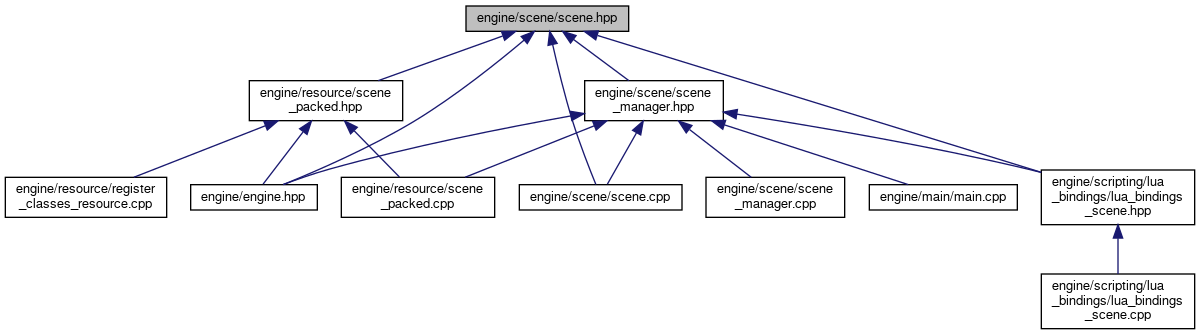 engine/scene/scene.hpp
engine/resource/scene
_packed.hpp
engine/scene/scene
_manager.hpp
engine/resource/register
_classes_resource.cpp
engine/engine.hpp
engine/resource/scene
_packed.cpp
engine/scene/scene.cpp
engine/scene/scene
_manager.cpp
engine/main/main.cpp
engine/scripting/lua
_bindings/lua_bindings
_scene.hpp
engine/scripting/lua
_bindings/lua_bindings
_scene.cpp